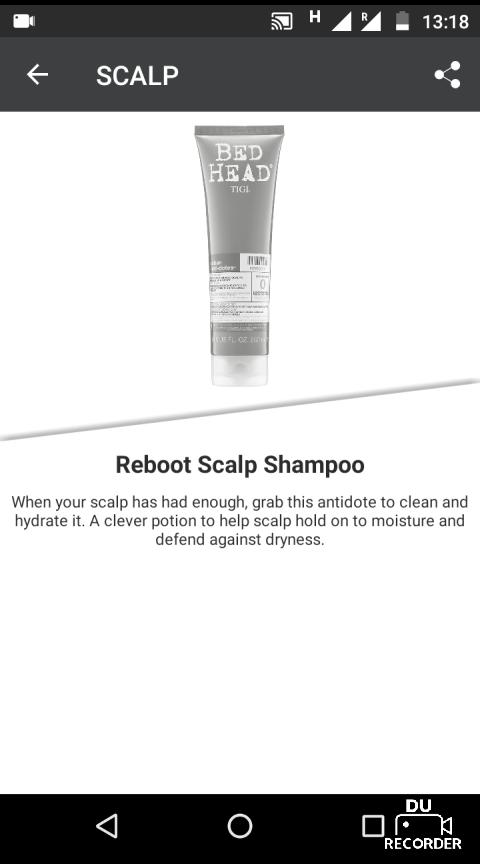 H
R
13:18
SCALP
BED
HEAD
TIGI
Reboot Scalp Shampoo
When your scalp has had enough, grab this antidote to clean and
hydrate it. A clever potion to help scalp hold on to moisture and
defend against dryness.
DU
RECORDER